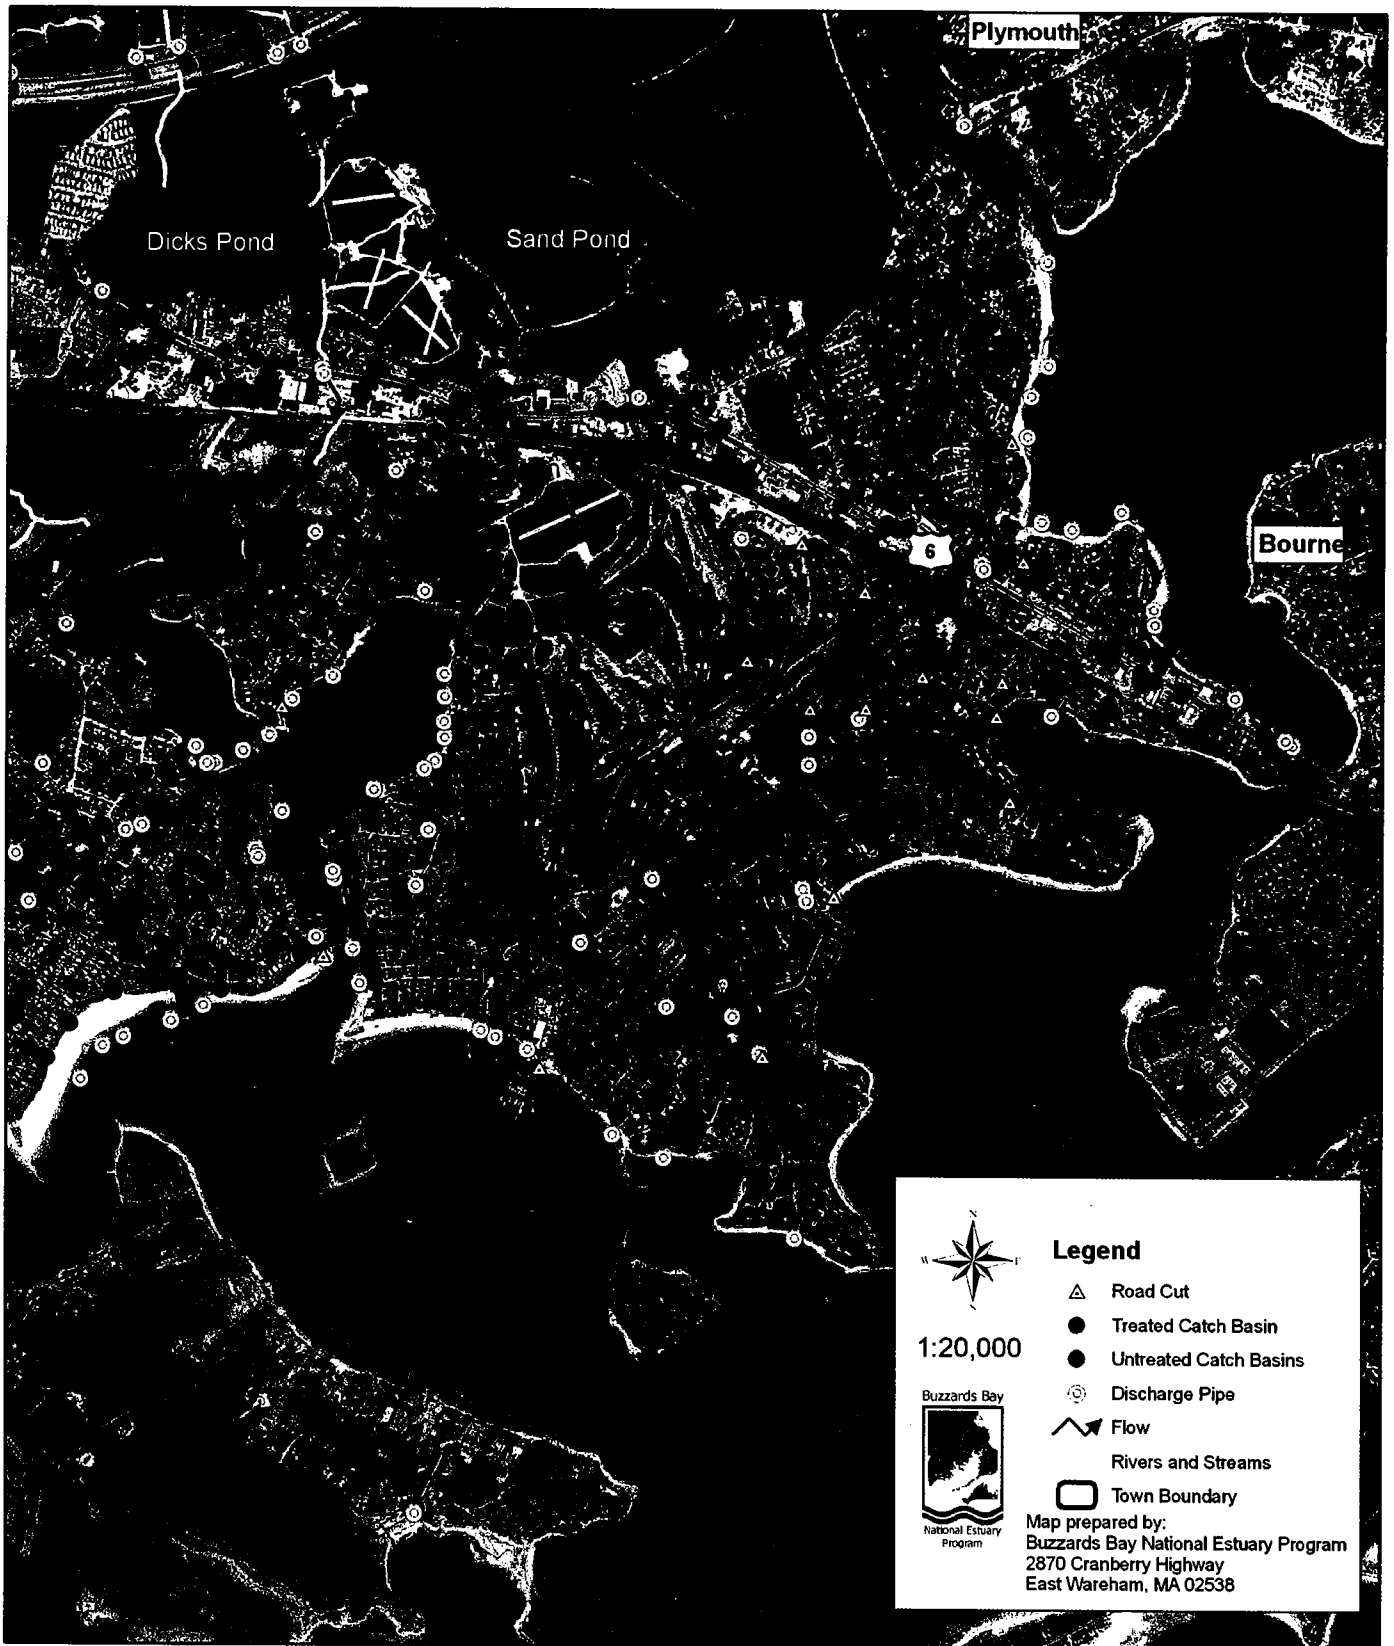 Plymouth
Dicks Pond
Sand Pond
6
Bourne
N
W
E
N
Legend
Road Cut
Treated Catch Basin
Untreated Catch Basins
Discharge Pipe
Flow
Rivers and Streams
Town Boundary
1:20,000
Buzzards Bay
National Estuary
Program
Map prepared by:
Buzzards Bay National Estuary Program
2870 Cranberry Highway
East Wareham, MA 02538